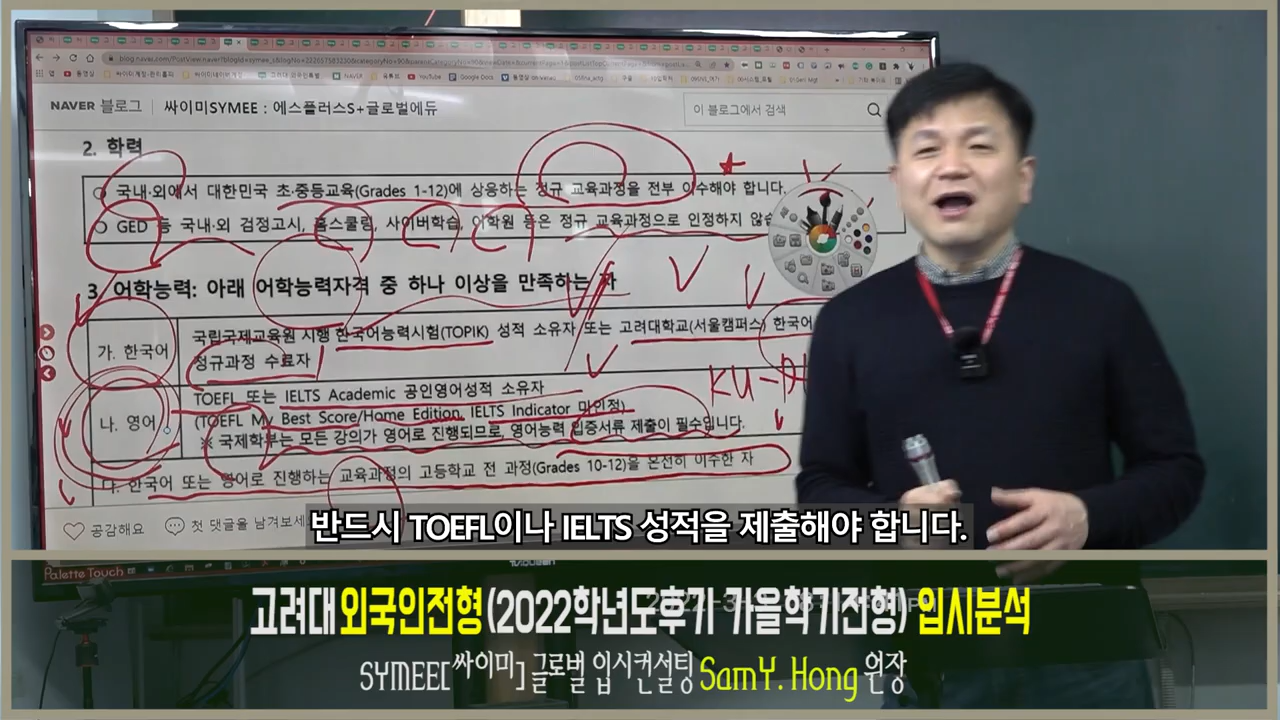 NAVER 블로그 | 싸이미SYMEE : 에스플러스S+글로벌에듀
이 블로그에서 검색
2. 학력
국내·외에서 대한민국 초·중등교육(Grades 1-12)에 상응하는 정규 교육과정을 전부 이수해야 합니다.
GED 등 국내·외 검정고시, 홈스쿨링, 사이버학습, 어학원 등은 정규 교육과정으로 인정하지 않습
3. 어학능력: 아래 어학능력자격 중 하나 이상을 만족하는 자
가. 한국어
국립국제교육원 시행 한국어능력시험(TOPIK) 성적 소유자 또는 고려대학교(서울캠퍼스) 한국어
정규과정 수료자
나. 영어
TOEFL 또는 IELTS Academic 공인영어성적 소유자
(TOEFL My Best Score/Home Edition, IELTS Indicator 미인정)
※ 국제학부는 모든 강의가 영어로 진행되므로, 영어능력 입증서류 제출이 필수입니다.
KU-
다. 한국어 또는 영어로 진행하는 교육과정의 고등학교 전 과정(Grades 10-12)을 온전히 이수한 자
공감해요
첫 댓글을 남겨보세
반드시 TOEFL이나 IELTS 성적을 제출해야 합니다.
Palette Touch
고려대 외국인전형 (2022학년도후기 가을학기전형) 입시분석
SYMEE[싸이미] 글로벌 입시컨설팅 Sam Y. Hong 원장